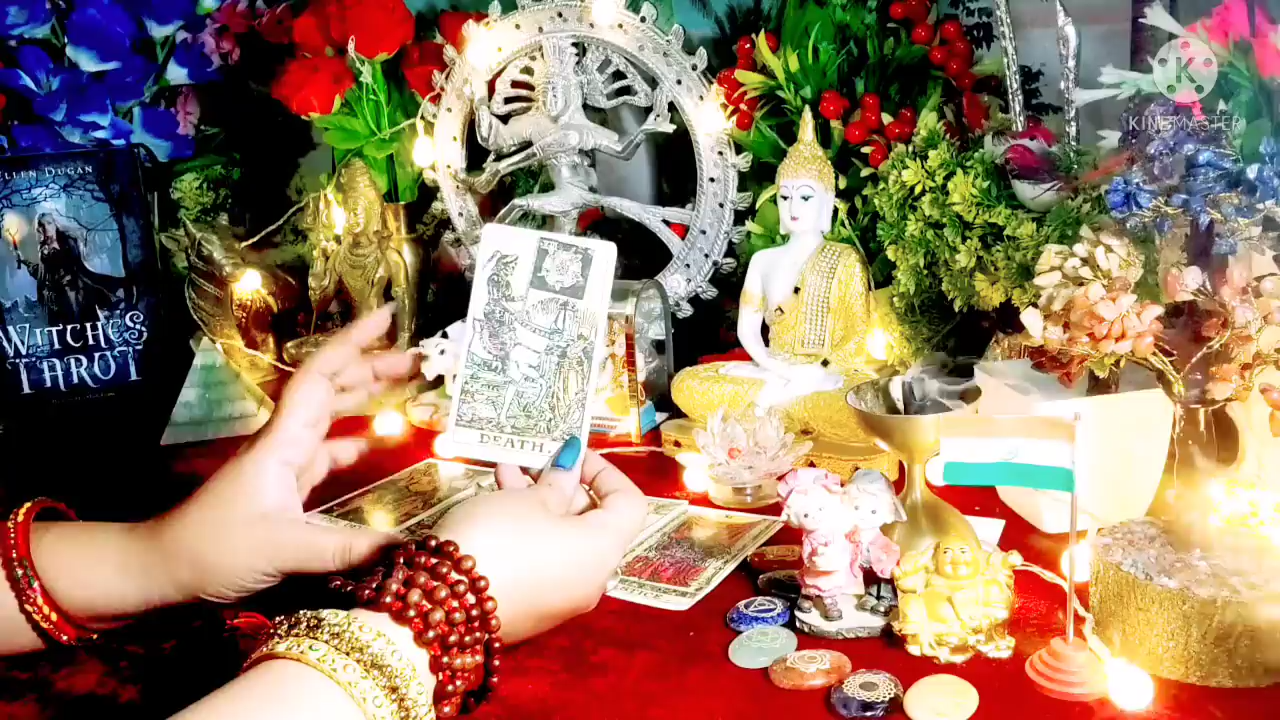 ELLEN DUGAN
WITCHES
TAROT
DEATH.
K
KINEMASTER